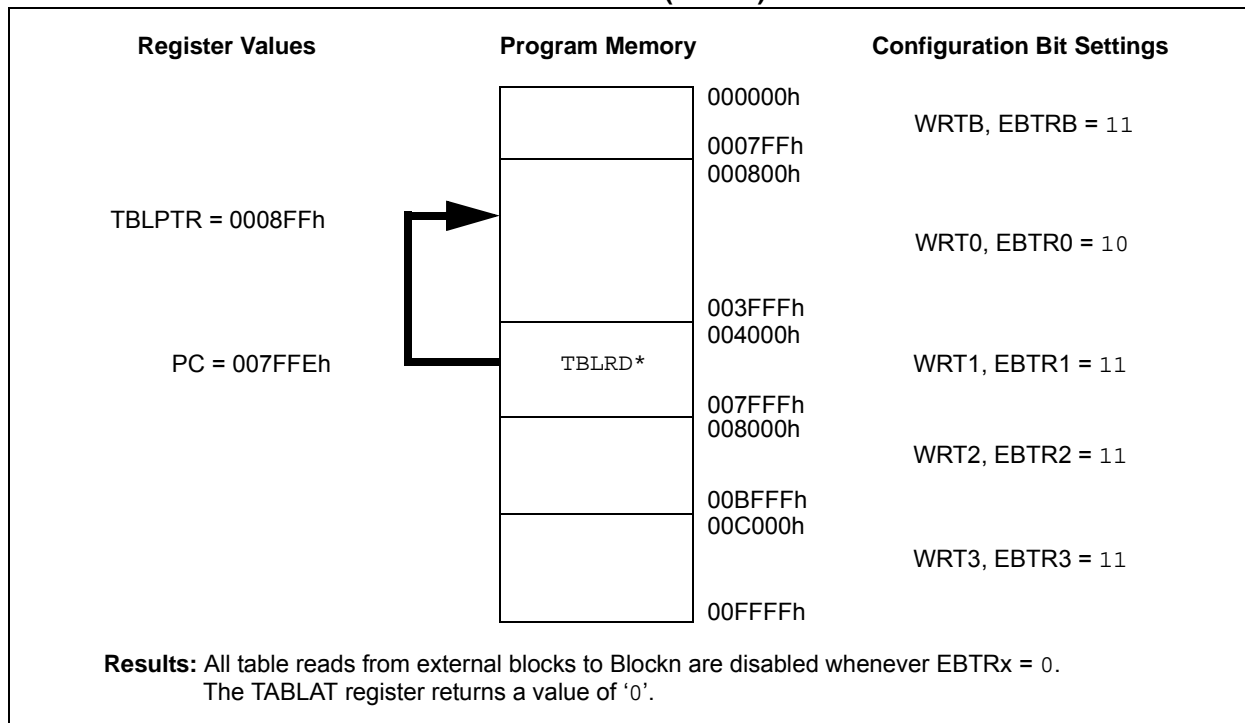 Register Values Program Memory Configuration Bit Settings
000000h
WRTB, EBTRB = 11
0007FFh
000800h
TBLPTR = 0008FFh
WRT0, EBTR0 = 10
003FFFh
004000h
PC = 007FFEh TBLRD* WRT1, EBTR1 = 11
007FFFh
008000h
WRT2, EBTR2 = 11
00BFFFh
00C000h
WRT3, EBTR3 = 11
00FFFFh
Results: All table reads from external blocks to Blockn are disabled whenever EBTRx = 0.
The TABLAT register returns a value of ‘0’.